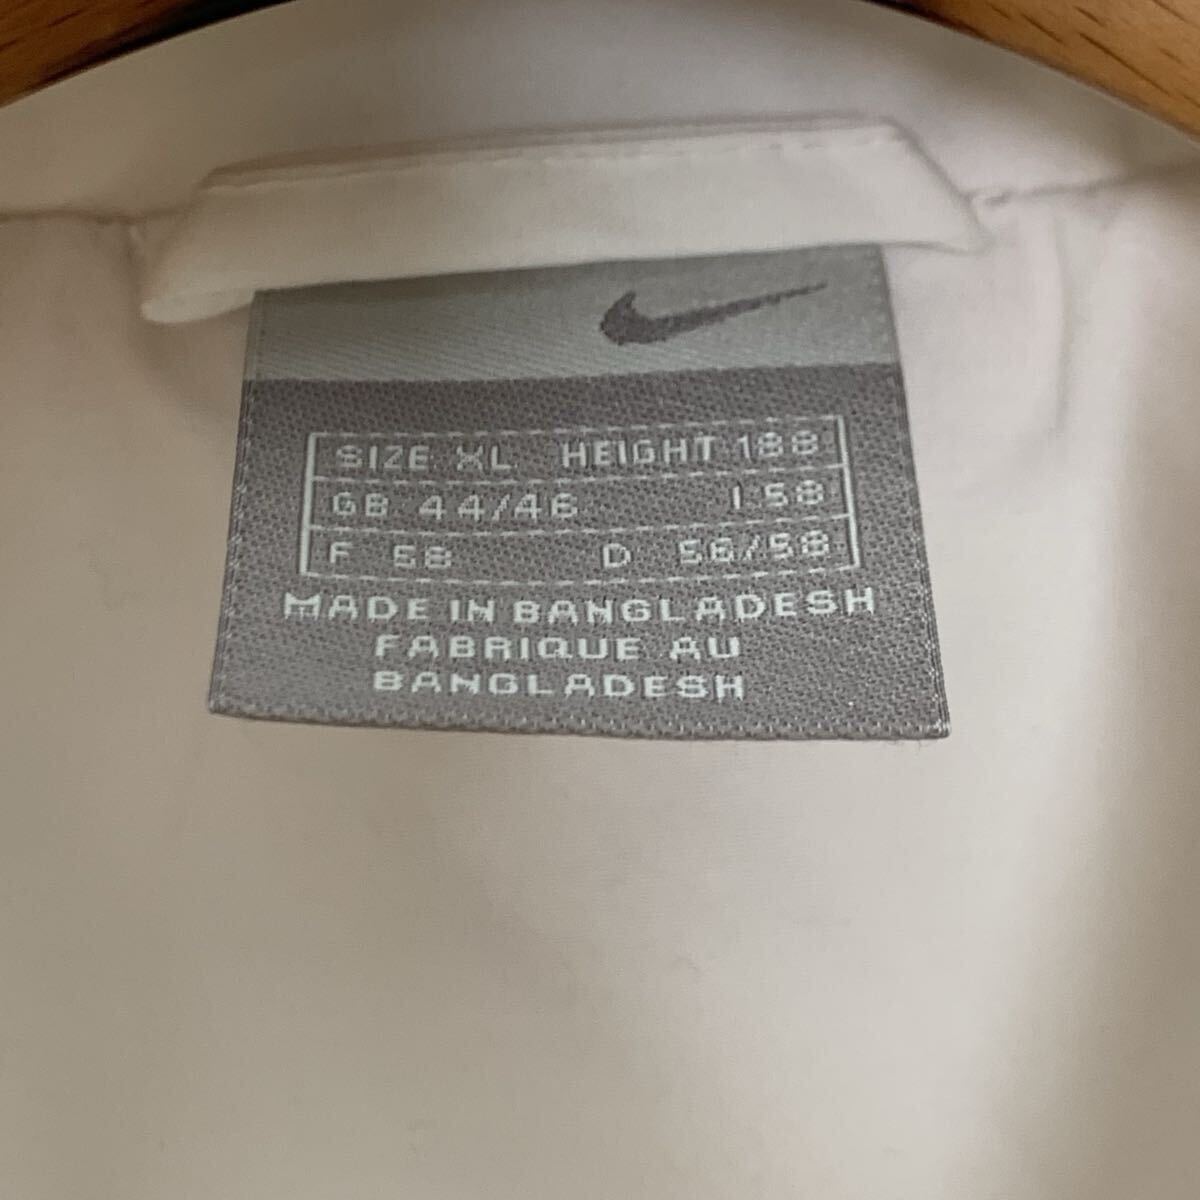 SIZE XL HEIGHT 188
GB 44/46 I 58
F 58 D 56/58
MADE IN BANGLADESH
FABRIQUE AU
BANGLADESH